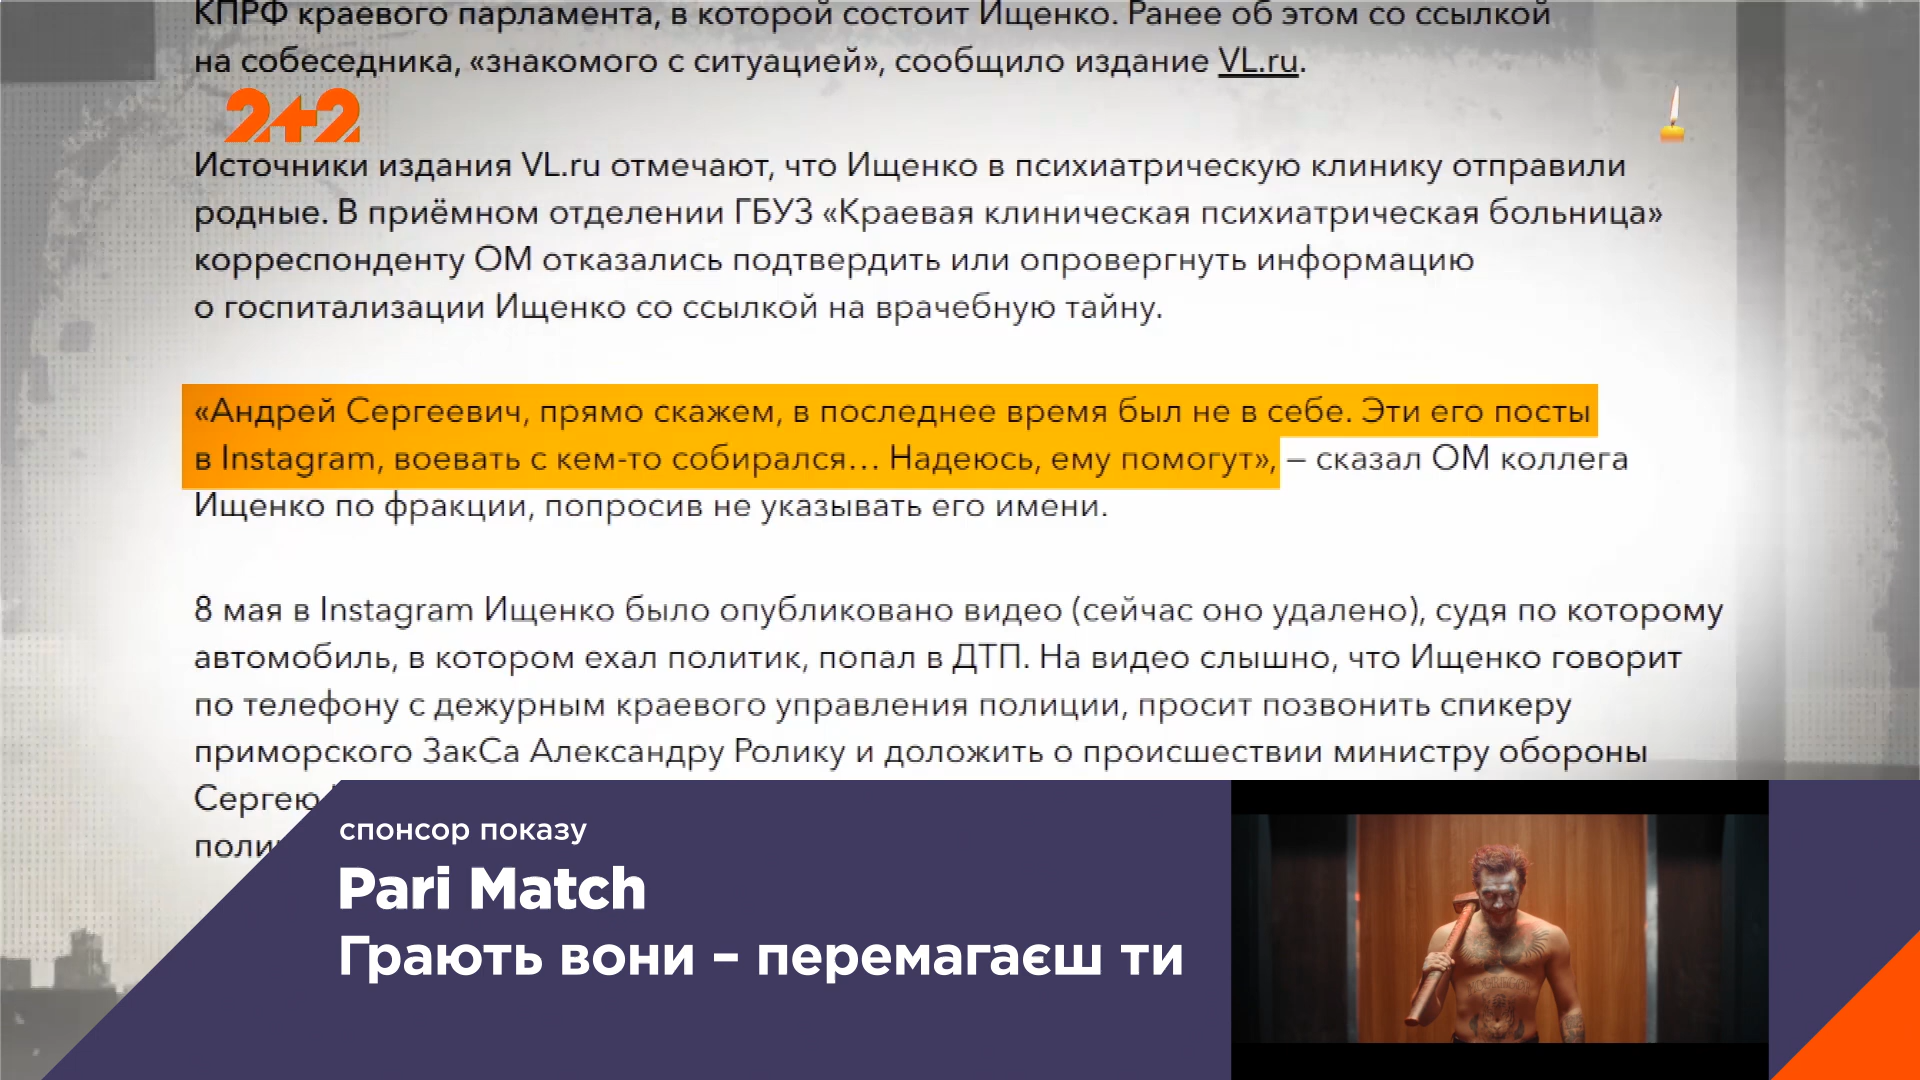 КПРФ краевого парламента, в которой состоит Ищенко. Ранее об этом со ссылкой
на собеседника, «знакомого с ситуацией», сообщило издание VL.ru.
2+2
Источники издания VL.ru отмечают, что Ищенко в психиатрическую клинику отправили
родные. В приёмном отделении ГБУЗ «Краевая клиническая психиатрическая больница»
корреспонденту ОМ отказались подтвердить или опровергнуть информацию
о госпитализации Ищенко со ссылкой на врачебную тайну.
«Андрей Сергеевич, прямо скажем, в последнее время был не в себе. Эти его посты
в Instagram, воевать с кем-то собирался... Надеюсь, ему помогут», — сказал ОМ коллега
Ищенко по фракции, попросив не указывать его имени.
8 мая в Instagram Ищенко было опубликовано видео (сейчас оно удалено), судя по которому
автомобиль, в котором ехал политик, попал в ДТП. На видео слышно, что Ищенко говорит
по телефону с дежурным краевого управления полиции, просит позвонить спикеру
приморского ЗакСа Александру Ролику и доложить о происшествии министру обороны
Сергею
спонсор показу
Pari Match
Грають вони – перемагаєш ти